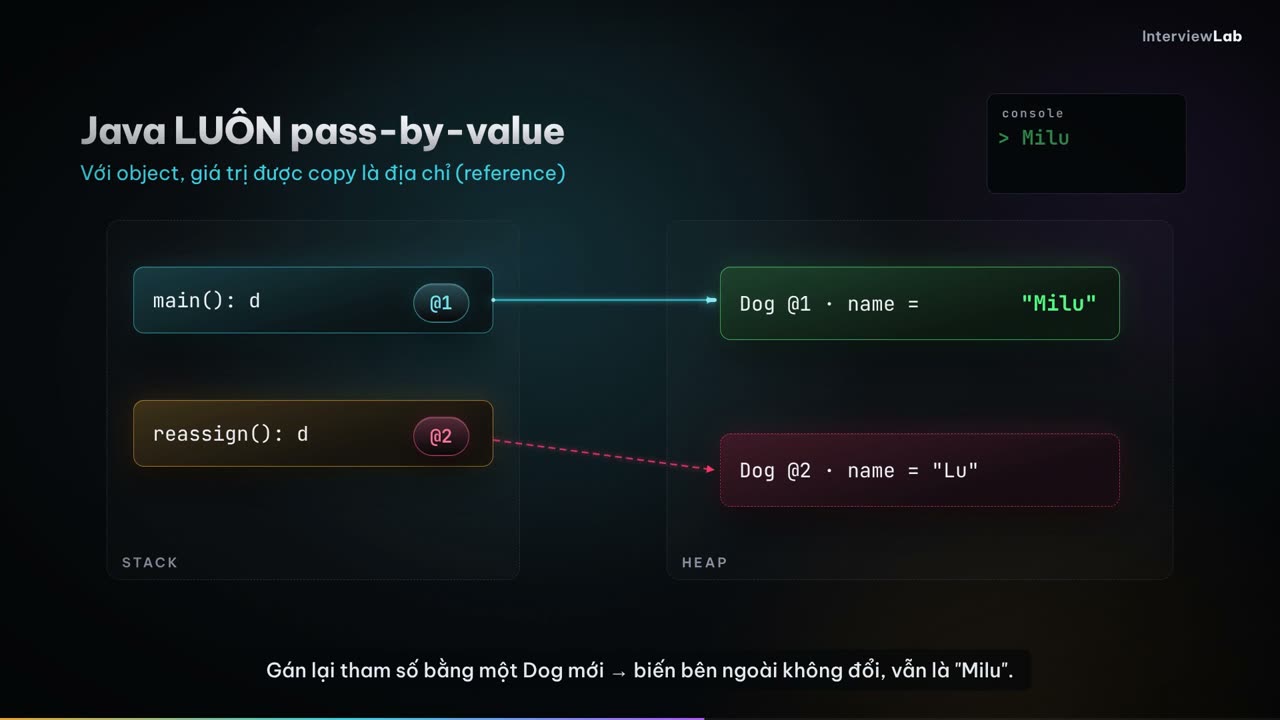 InterviewLab
Java LUÔN pass-by-value
Với object, giá trị được copy là địa chỉ (reference)
console
> Milu
main(): d @1
Dog @1 · name = "Milu"
reassign(): d @2
Dog @2 · name = "Lu"
STACK
HEAP
Gán lại tham số bằng một Dog mới → biến bên ngoài không đổi, vẫn là "Milu".